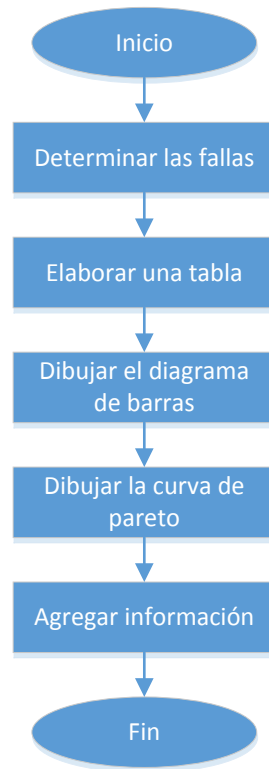 Inicio
Determinar las fallas
Elaborar una tabla
Dibujar el diagrama
de barras
Dibujar la curva de
pareto
Agregar información
Fin